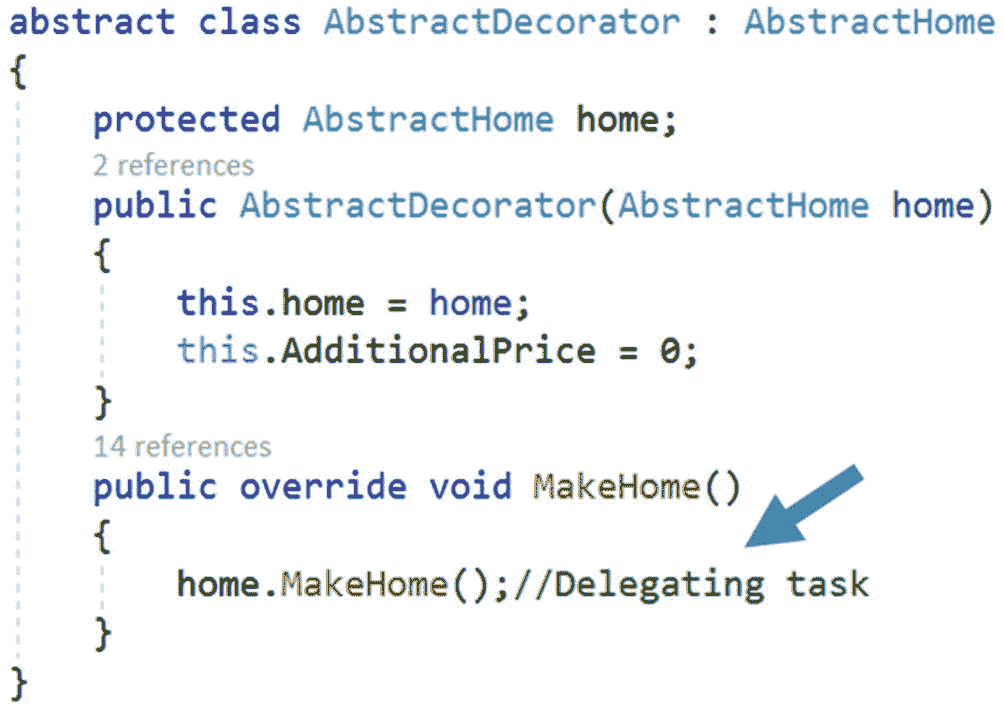 abstract class AbstractDecorator : AbstractHome
{
protected AbstractHome home;
2 references
public AbstractDecorator(AbstractHome home)
{
this.home = home;
this.AdditionalPrice = 0;
}
14 references
public override void MakeHome()
{
home.MakeHome();//Delegating task
}
}